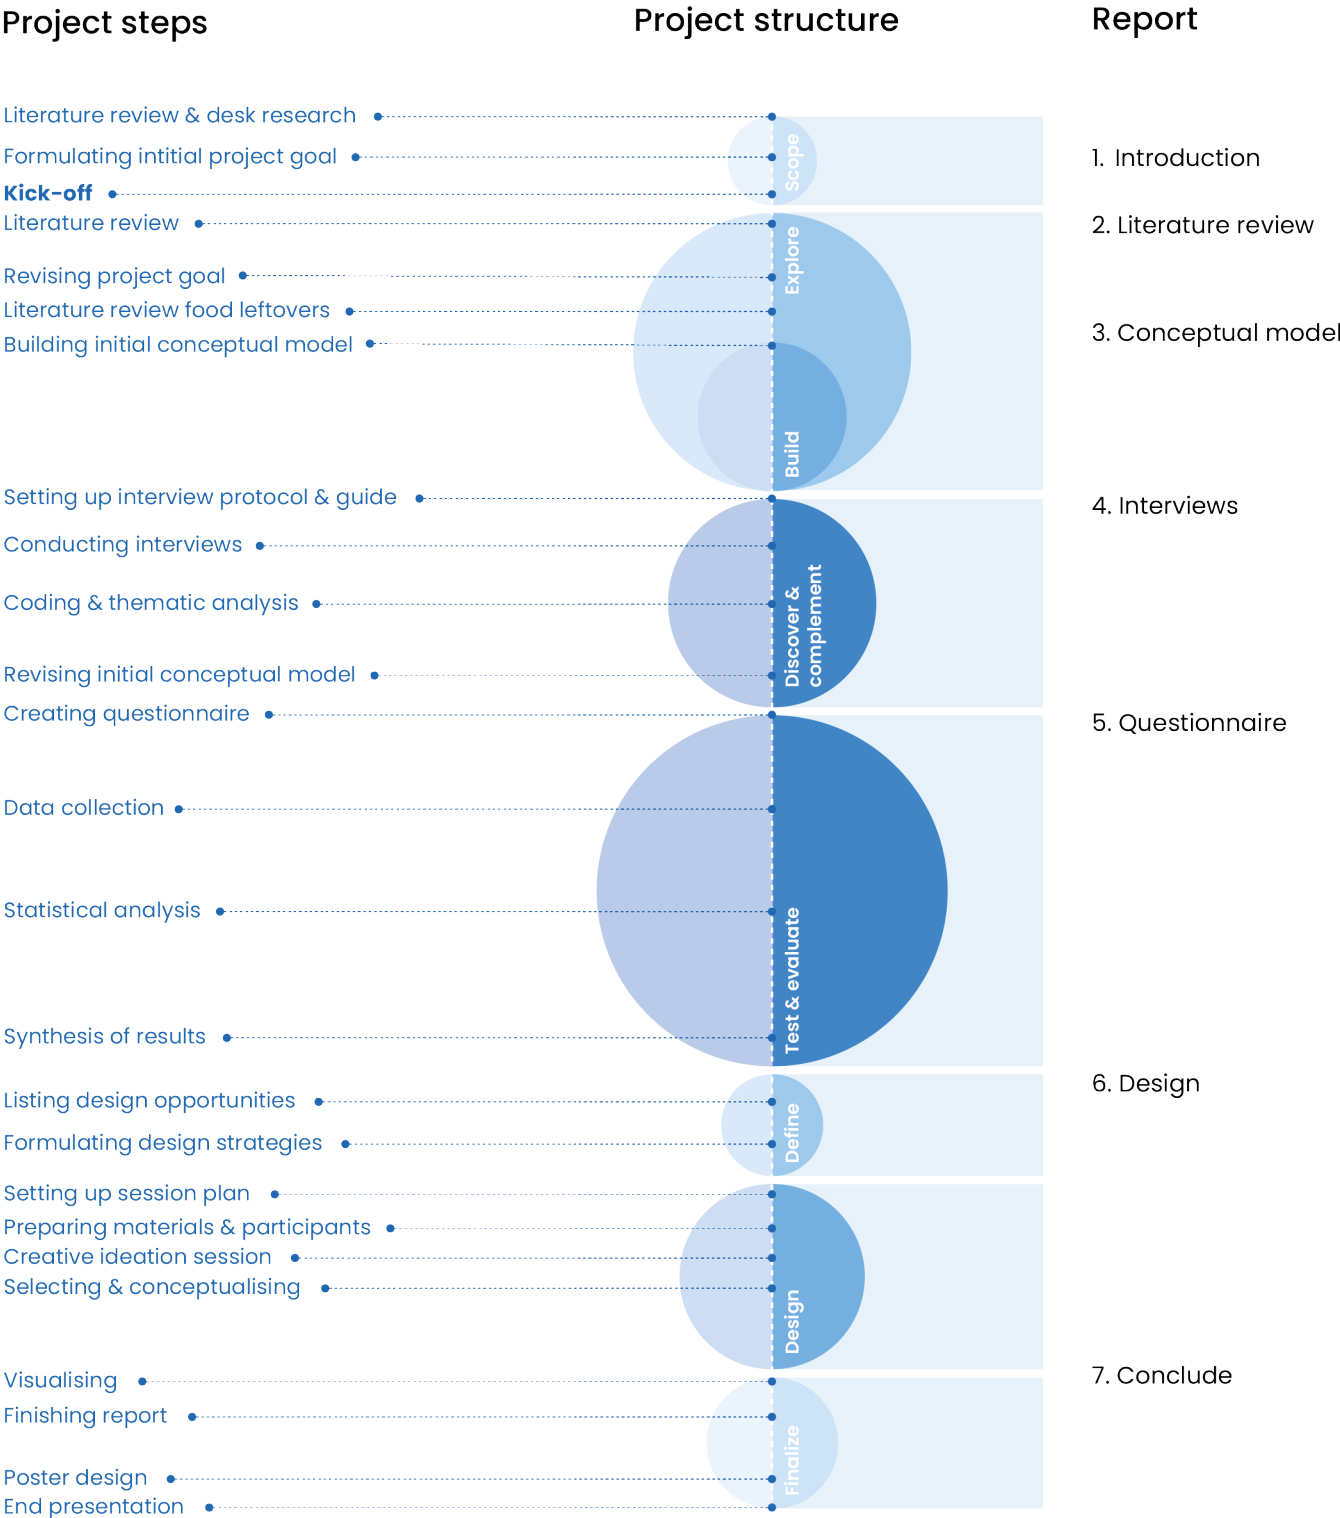 Project steps
Project structure
Report
Literature review & desk research
Formulating intitial project goal
Kick-off
Scope
1. Introduction
Literature review
Revising project goal
Literature review food leftovers
Building initial conceptual model
Explore
Build
2. Literature review
3. Conceptual model
Setting up interview protocol & guide
Conducting interviews
Coding & thematic analysis
Revising initial conceptual model
Discover &
complement
4. Interviews
Creating questionnaire
Data collection
Statistical analysis
Synthesis of results
Test & evaluate
5. Questionnaire
Listing design opportunities
Formulating design strategies
Define
6. Design
Setting up session plan
Preparing materials & participants
Creative ideation session
Selecting & conceptualising
Design
Visualising
Finishing report
Poster design
End presentation
Finalize
7. Conclude